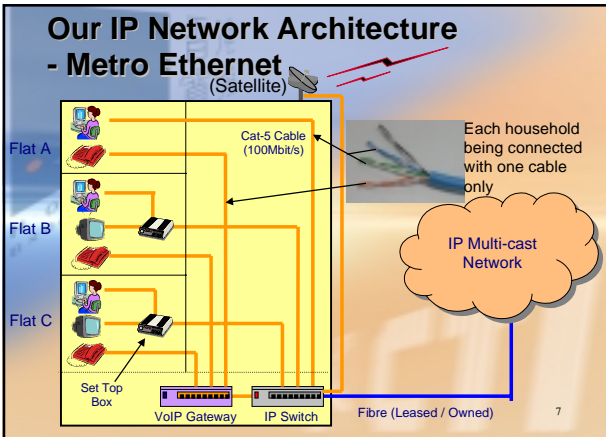 Our IP Network Architecture
- Metro Ethernet
(Satellite)
Flat A
Cat-5 Cable
(100Mbit/s)
Each household
being connected
with one cable
only
Flat B
IP Multi-cast
Network
Flat C
Set Top
Box
VoIP Gateway
IP Switch
Fibre (Leased / Owned)
7